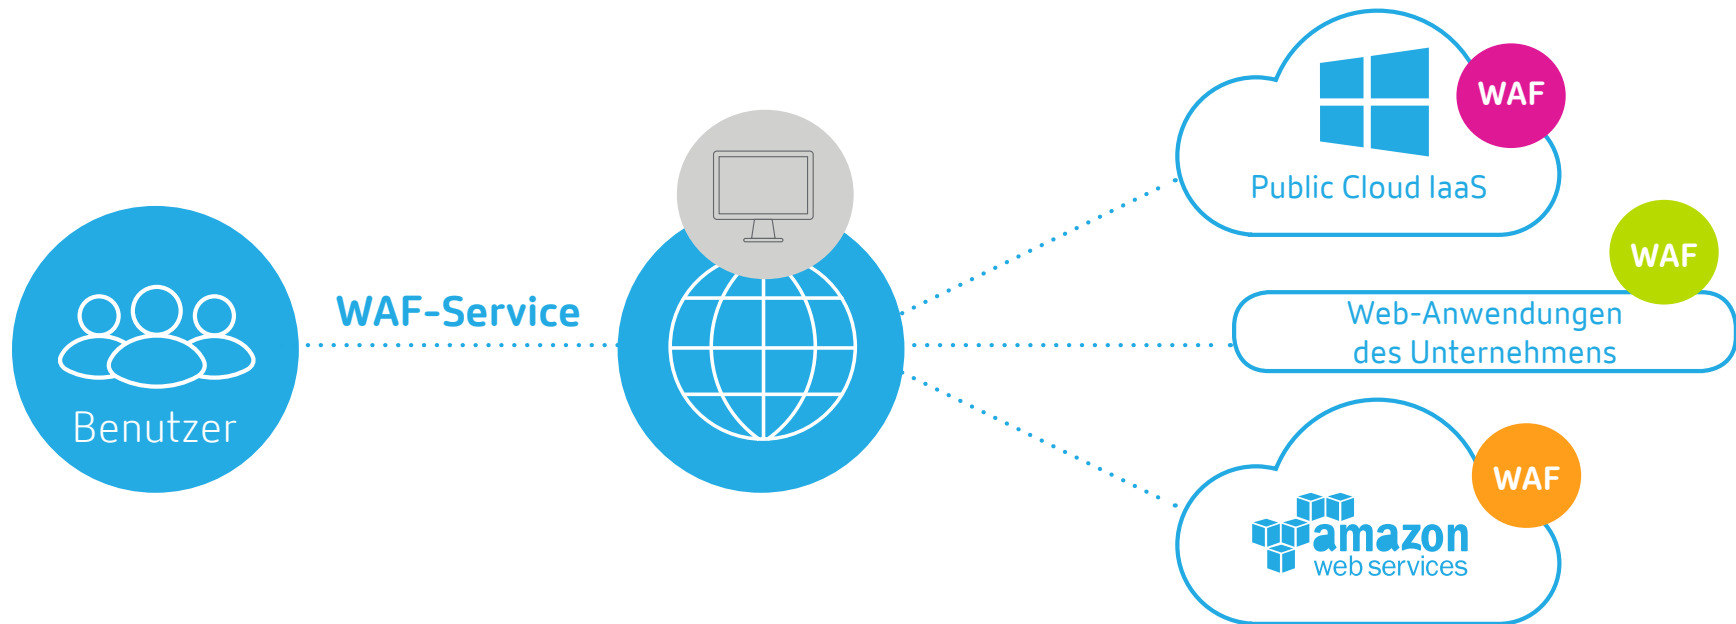 Benutzer
WAF-Service
WAF
Public Cloud IaaS
WAF
Web-Anwendungen
des Unternehmens
WAF
amazon
web services